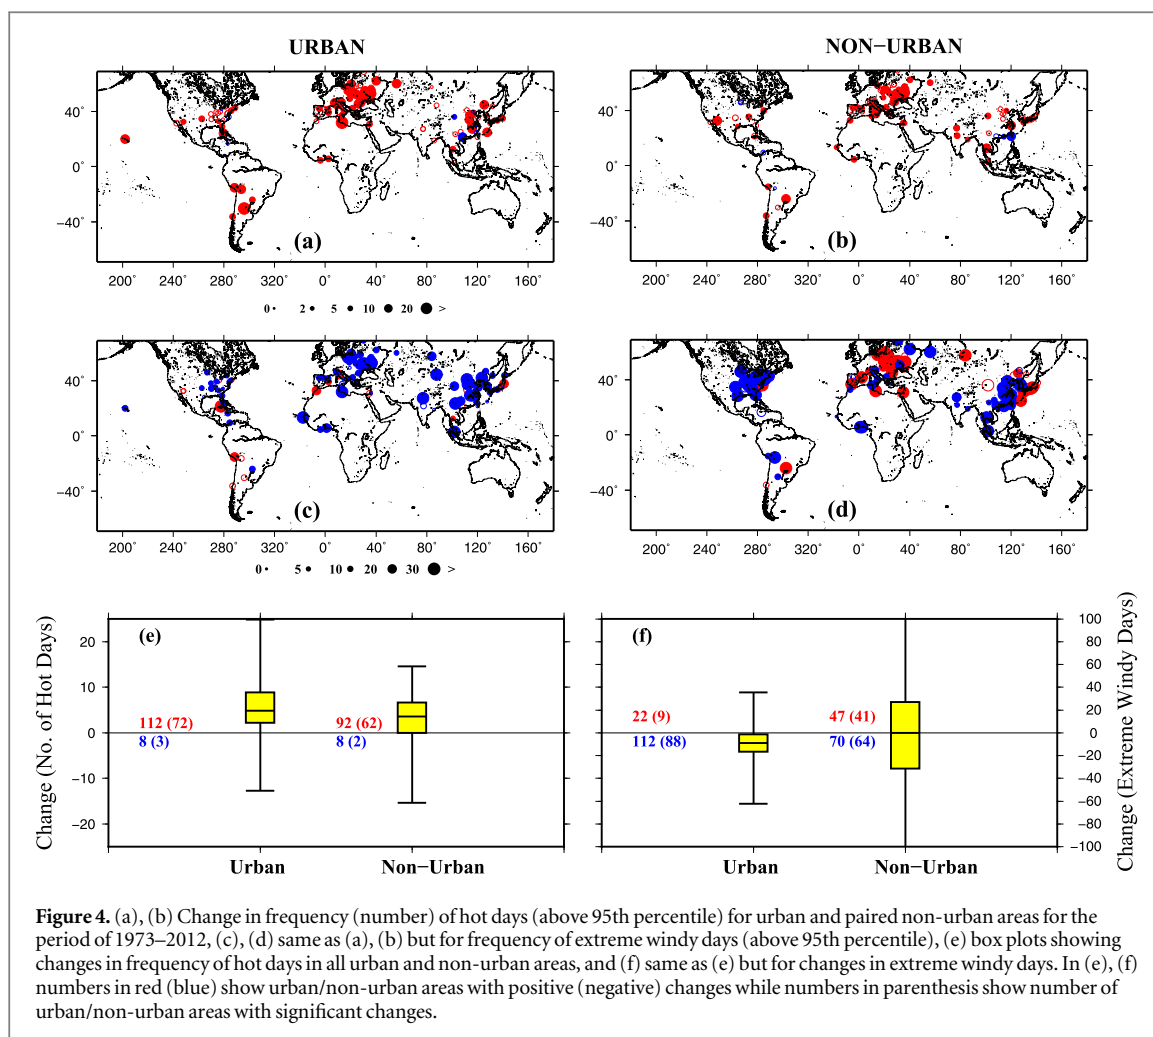 URBAN NON−URBAN
40˚ 40˚
0˚ 0˚
−40˚ −40˚
(a) (b)
200˚ 240˚ 280˚ 320˚ 0˚ 40˚ 80˚ 120˚ 160˚ 200˚ 240˚ 280˚ 320˚ 0˚ 40˚ 80˚ 120˚ 160˚
0 2 5 10 20 >
40˚ 40˚
0˚ 0˚
−40˚ −40˚
(c) (d)
200˚ 240˚ 280˚ 320˚ 0˚ 40˚ 80˚ 120˚ 160˚ 200˚ 240˚ 280˚ 320˚ 0˚ 40˚ 80˚ 120˚ 160˚
0 5 10 20 30 >
Change (No. of Hot Days)
20
10
0
−10
−20
(e)
112 (72) 92 (62)
8 (3) 8 (2)
Urban Non−Urban
(f)
22 (9) 47 (41)
112 (88) 70 (64)
Urban Non−Urban
100
80
60
40
20
0
−20
−40
−60
−80
−100
Change (Extreme Windy Days)
Figure 4. (a), (b) Change in frequency (number) of hot days (above 95th percentile) for urban and paired non-urban areas for the
period of 1973–2012, (c), (d) same as (a), (b) but for frequency of extreme windy days (above 95th percentile), (e) box plots showing
changes in frequency of hot days in all urban and non-urban areas, and (f) same as (e) but for changes in extreme windy days. In (e), (f)
numbers in red (blue) show urban/non-urban areas with positive (negative) changes while numbers in parenthesis show number of
urban/non-urban areas with significant changes.